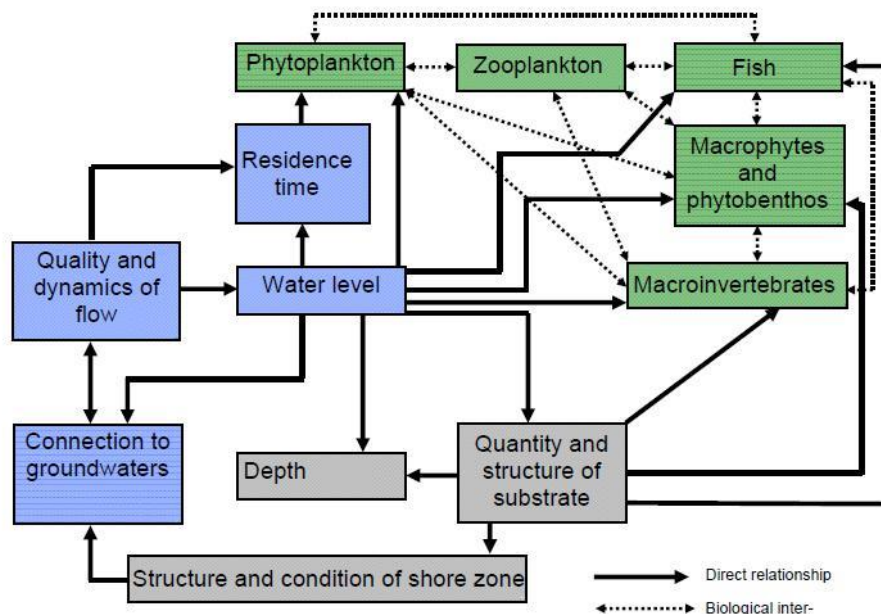 Phytoplankton
Zooplankton
Fish
Residence
time
Macrophytes
and
phytobenthos
Quality and
dynamics of
flow
Water level
Macroinvertebrates
Connection to
groundwaters
Depth
Quantity and
structure of
substrate
Structure and condition of shore zone
Direct relationship
Biological inter-